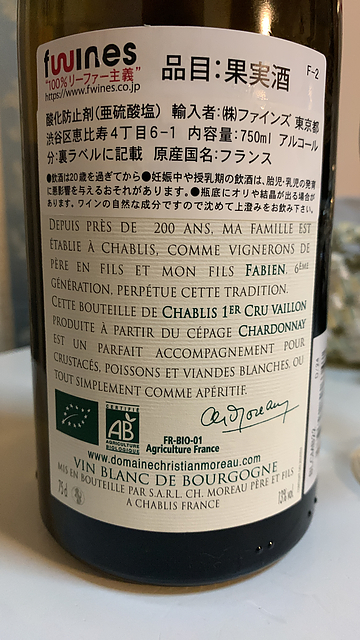 fwines
"100%リーファー主義"
https://www.fwines.co.jp
品目:果実酒
F-2
酸化防止剤(亜硫酸塩) 輸入者:(株)ファインズ 東京都
渋谷区恵比寿4丁目6-1 内容量:750ml アルコール
分:裏ラベルに記載 原産国名:フランス
●飲酒は20歳を過ぎてから●妊娠中や授乳期の飲酒は、胎児・乳児の発育
に悪影響を与えるおそれがあります。●瓶底にオリや結晶が出る場合が
あります。ワインの自然な成分ですので沈めて上澄みをお飲み下さい。
DEPUIS PRÈS DE 200 ANS, MA FAMILLE EST
ÉTABLIE À CHABLIS, COMME VIGNERONS DE
PÈRE EN FILS ET MON FILS FABIEN, 6ÈME
GÉNÉRATION, PERPÉTUE CETTE TRADITION.
CETTE BOUTEILLE DE CHABLIS 1ER CRU VAILLON
PRODUITE À PARTIR DU CÉPAGE CHARDONNAY
EST UN PARFAIT ACCOMPAGNEMENT POUR
CRUSTACÉS, POISSONS ET VIANDES BLANCHES, OU
TOUT SIMPLEMENT COMME APÉRITIF.
CERTIFIÉ
AB
AGRICULTURE
BIOLOGIQUE
FR-BIO-01
Agriculture France
www.domainechristianmoreau.com
VIN BLANC DE BOURGOGNE
75 cl
MIS EN BOUTEILLE PAR S.A.R.L. CH. MOREAU PÈRE ET FILS
À CHABLIS FRANCE
13% vol.